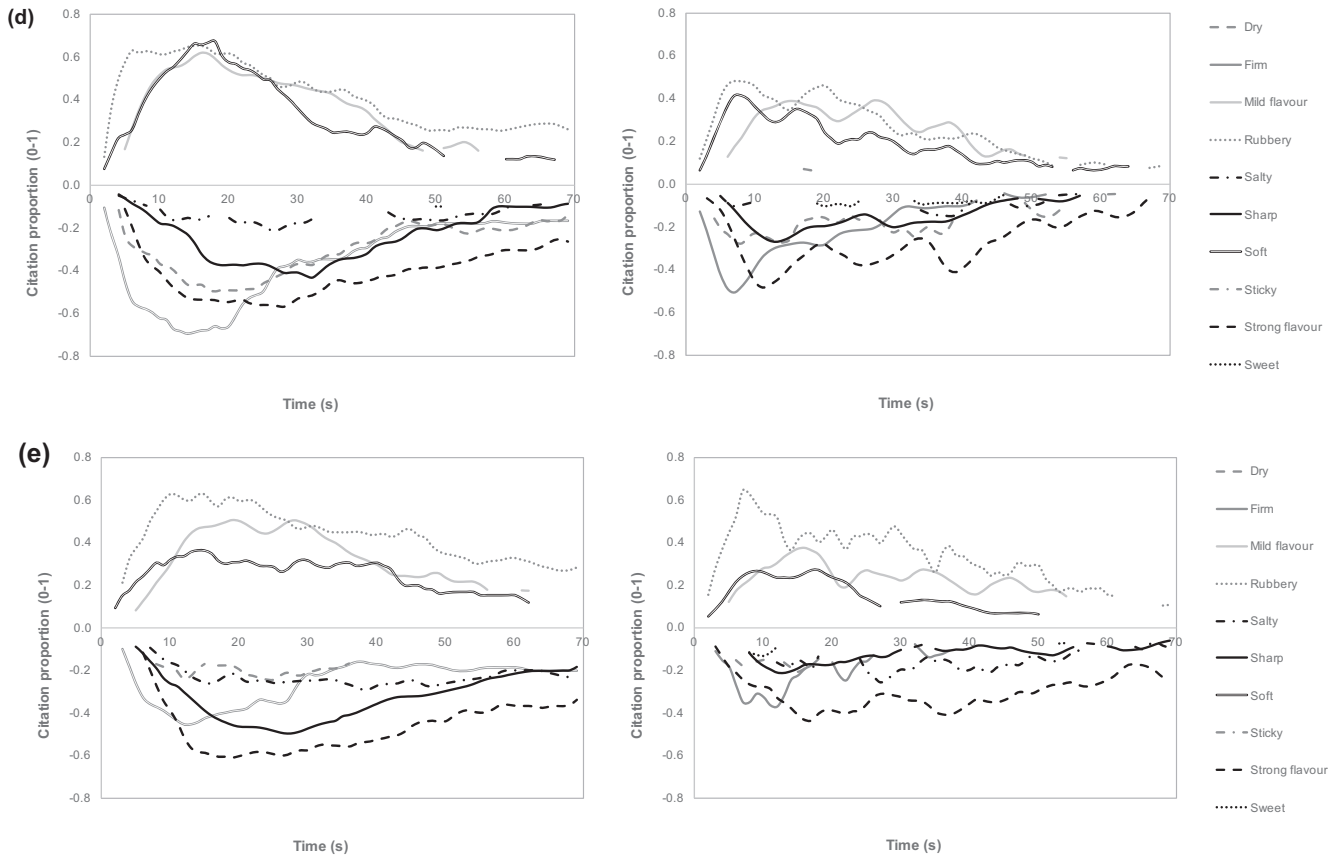 (d)
0.8
0.6
0.4
0.2
0.0
-0.2
-0.4
-0.6
-0.8
0 10 20 30 40 50 60 70
Citation proportion (0-1)
Time (s)
0.8
0.6
0.4
0.2
0.0
-0.2
-0.4
-0.6
-0.8
0 10 20 30 40 50 60 70
Citation proportion (0-1)
Time (s)
Dry
Firm
Mild flavour
Rubbery
Salty
Sharp
Soft
Sticky
Strong flavour
Sweet
(e)
0.8
0.6
0.4
0.2
0.0
-0.2
-0.4
-0.6
-0.8
0 10 20 30 40 50 60 70
Citation proportion (0-1)
Time (s)
0.8
0.6
0.4
0.2
0.0
-0.2
-0.4
-0.6
-0.8
0 10 20 30 40 50 60 70
Citation proportion (0-1)
Time (s)
Dry
Firm
Mild flavour
Rubbery
Salty
Sharp
Soft
Sticky
Strong flavour
Sweet